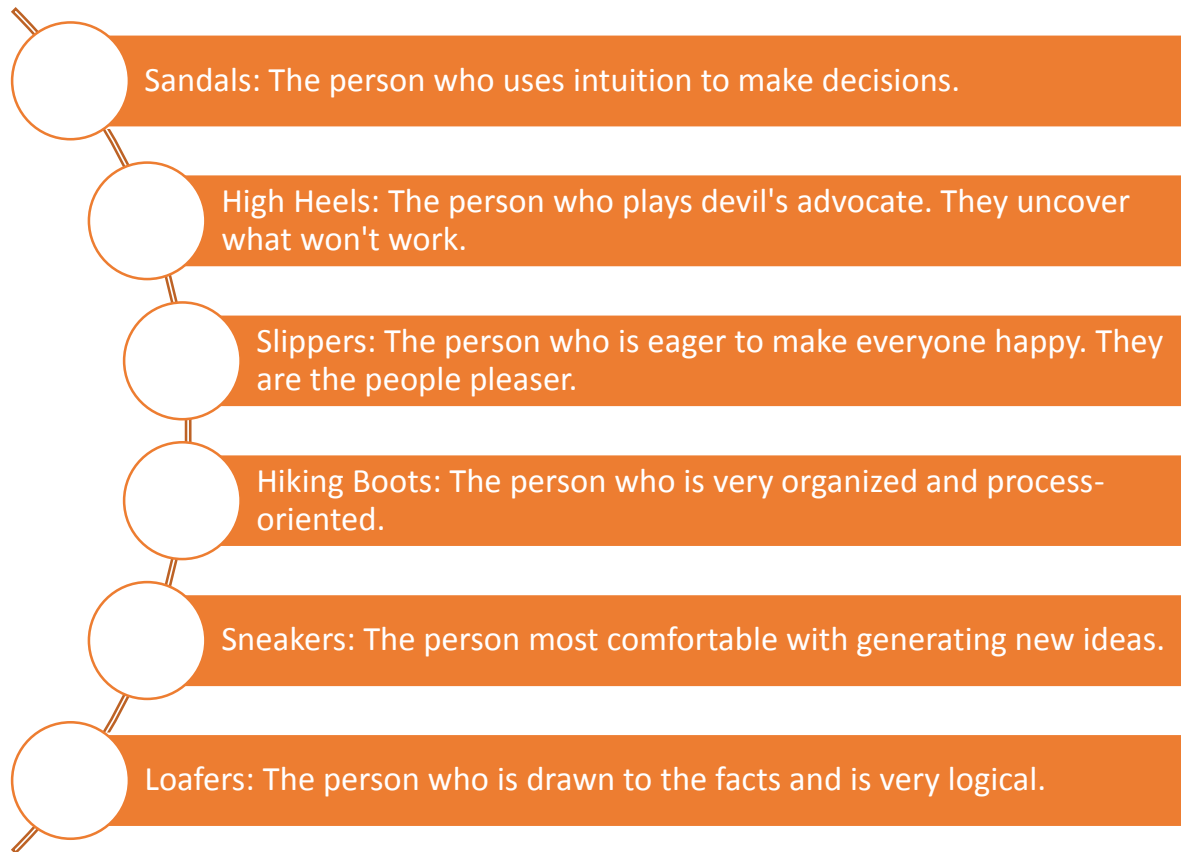 Sandals: The person who uses intuition to make decisions.
High Heels: The person who plays devil's advocate. They uncover
what won't work.
Slippers: The person who is eager to make everyone happy. They
are the people pleaser.
Hiking Boots: The person who is very organized and process-
oriented.
Sneakers: The person most comfortable with generating new ideas.
Loafers: The person who is drawn to the facts and is very logical.